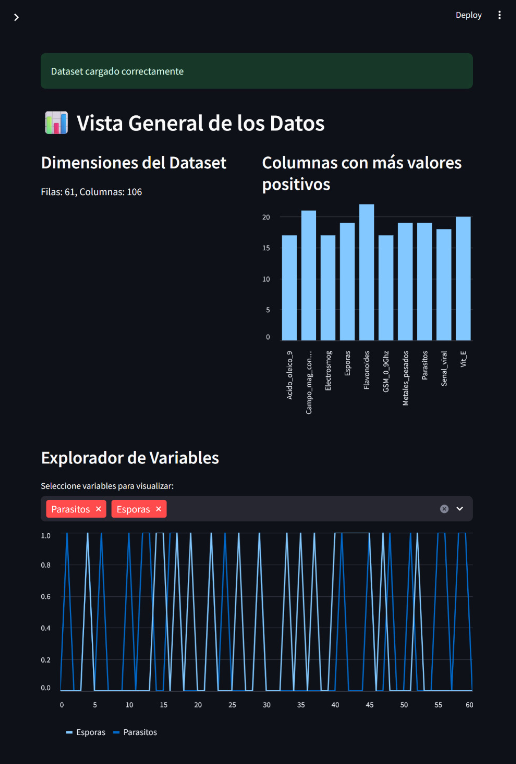 Deploy
Dataset cargado correctamente
Vista General de los Datos
Dimensiones del Dataset
Filas: 61, Columnas: 106
Columnas con más valores
positivos
20
15
10
5
0
Acido_oleico_9
Campo_mag_con…
Electrosmog
Esporas
Flavonoides
GSM_0_9Ghz
Metales_pesados
Parasitos
Senal_viral
Vit_E
Explorador de Variables
Seleccione variables para visualizar:
Parasitos
Esporas
1.0
0.8
0.6
0.4
0.2
0.0
0 5 10 15 20 25 30 35 40 45 50 55 60
Esporas Parasitos